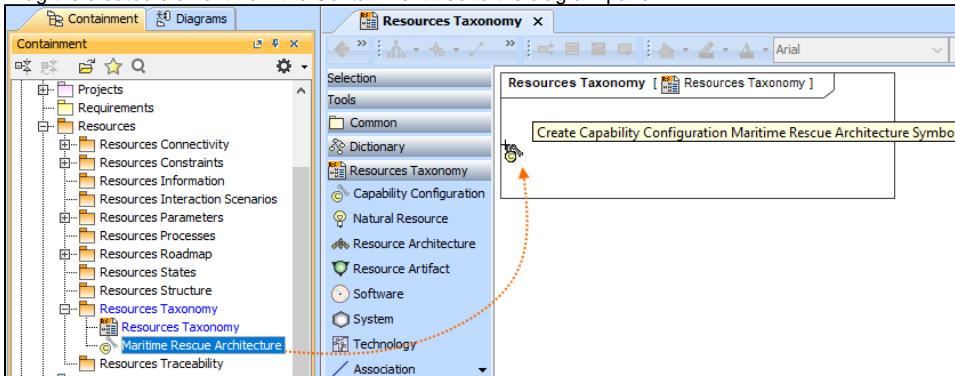 Containment
Diagrams
Containment
Projects
Requirements
Resources
Resources Connectivity
Resources Constraints
Resources Information
Resources Interaction Scenarios
Resources Parameters
Resources Processes
Resources Roadmap
Resources States
Resources Structure
Resources Taxonomy
Resources Taxonomy
Maritime Rescue Architecture
Resources Traceability
Resources Taxonomy
Arial
Selection
Tools
Common
Dictionary
Resources Taxonomy
Capability Configuration
Natural Resource
Resource Architecture
Resource Artifact
Software
System
Technology
Association
Resources Taxonomy [ Resources Taxonomy ]
Create Capability Configuration Maritime Rescue Architecture Symbo